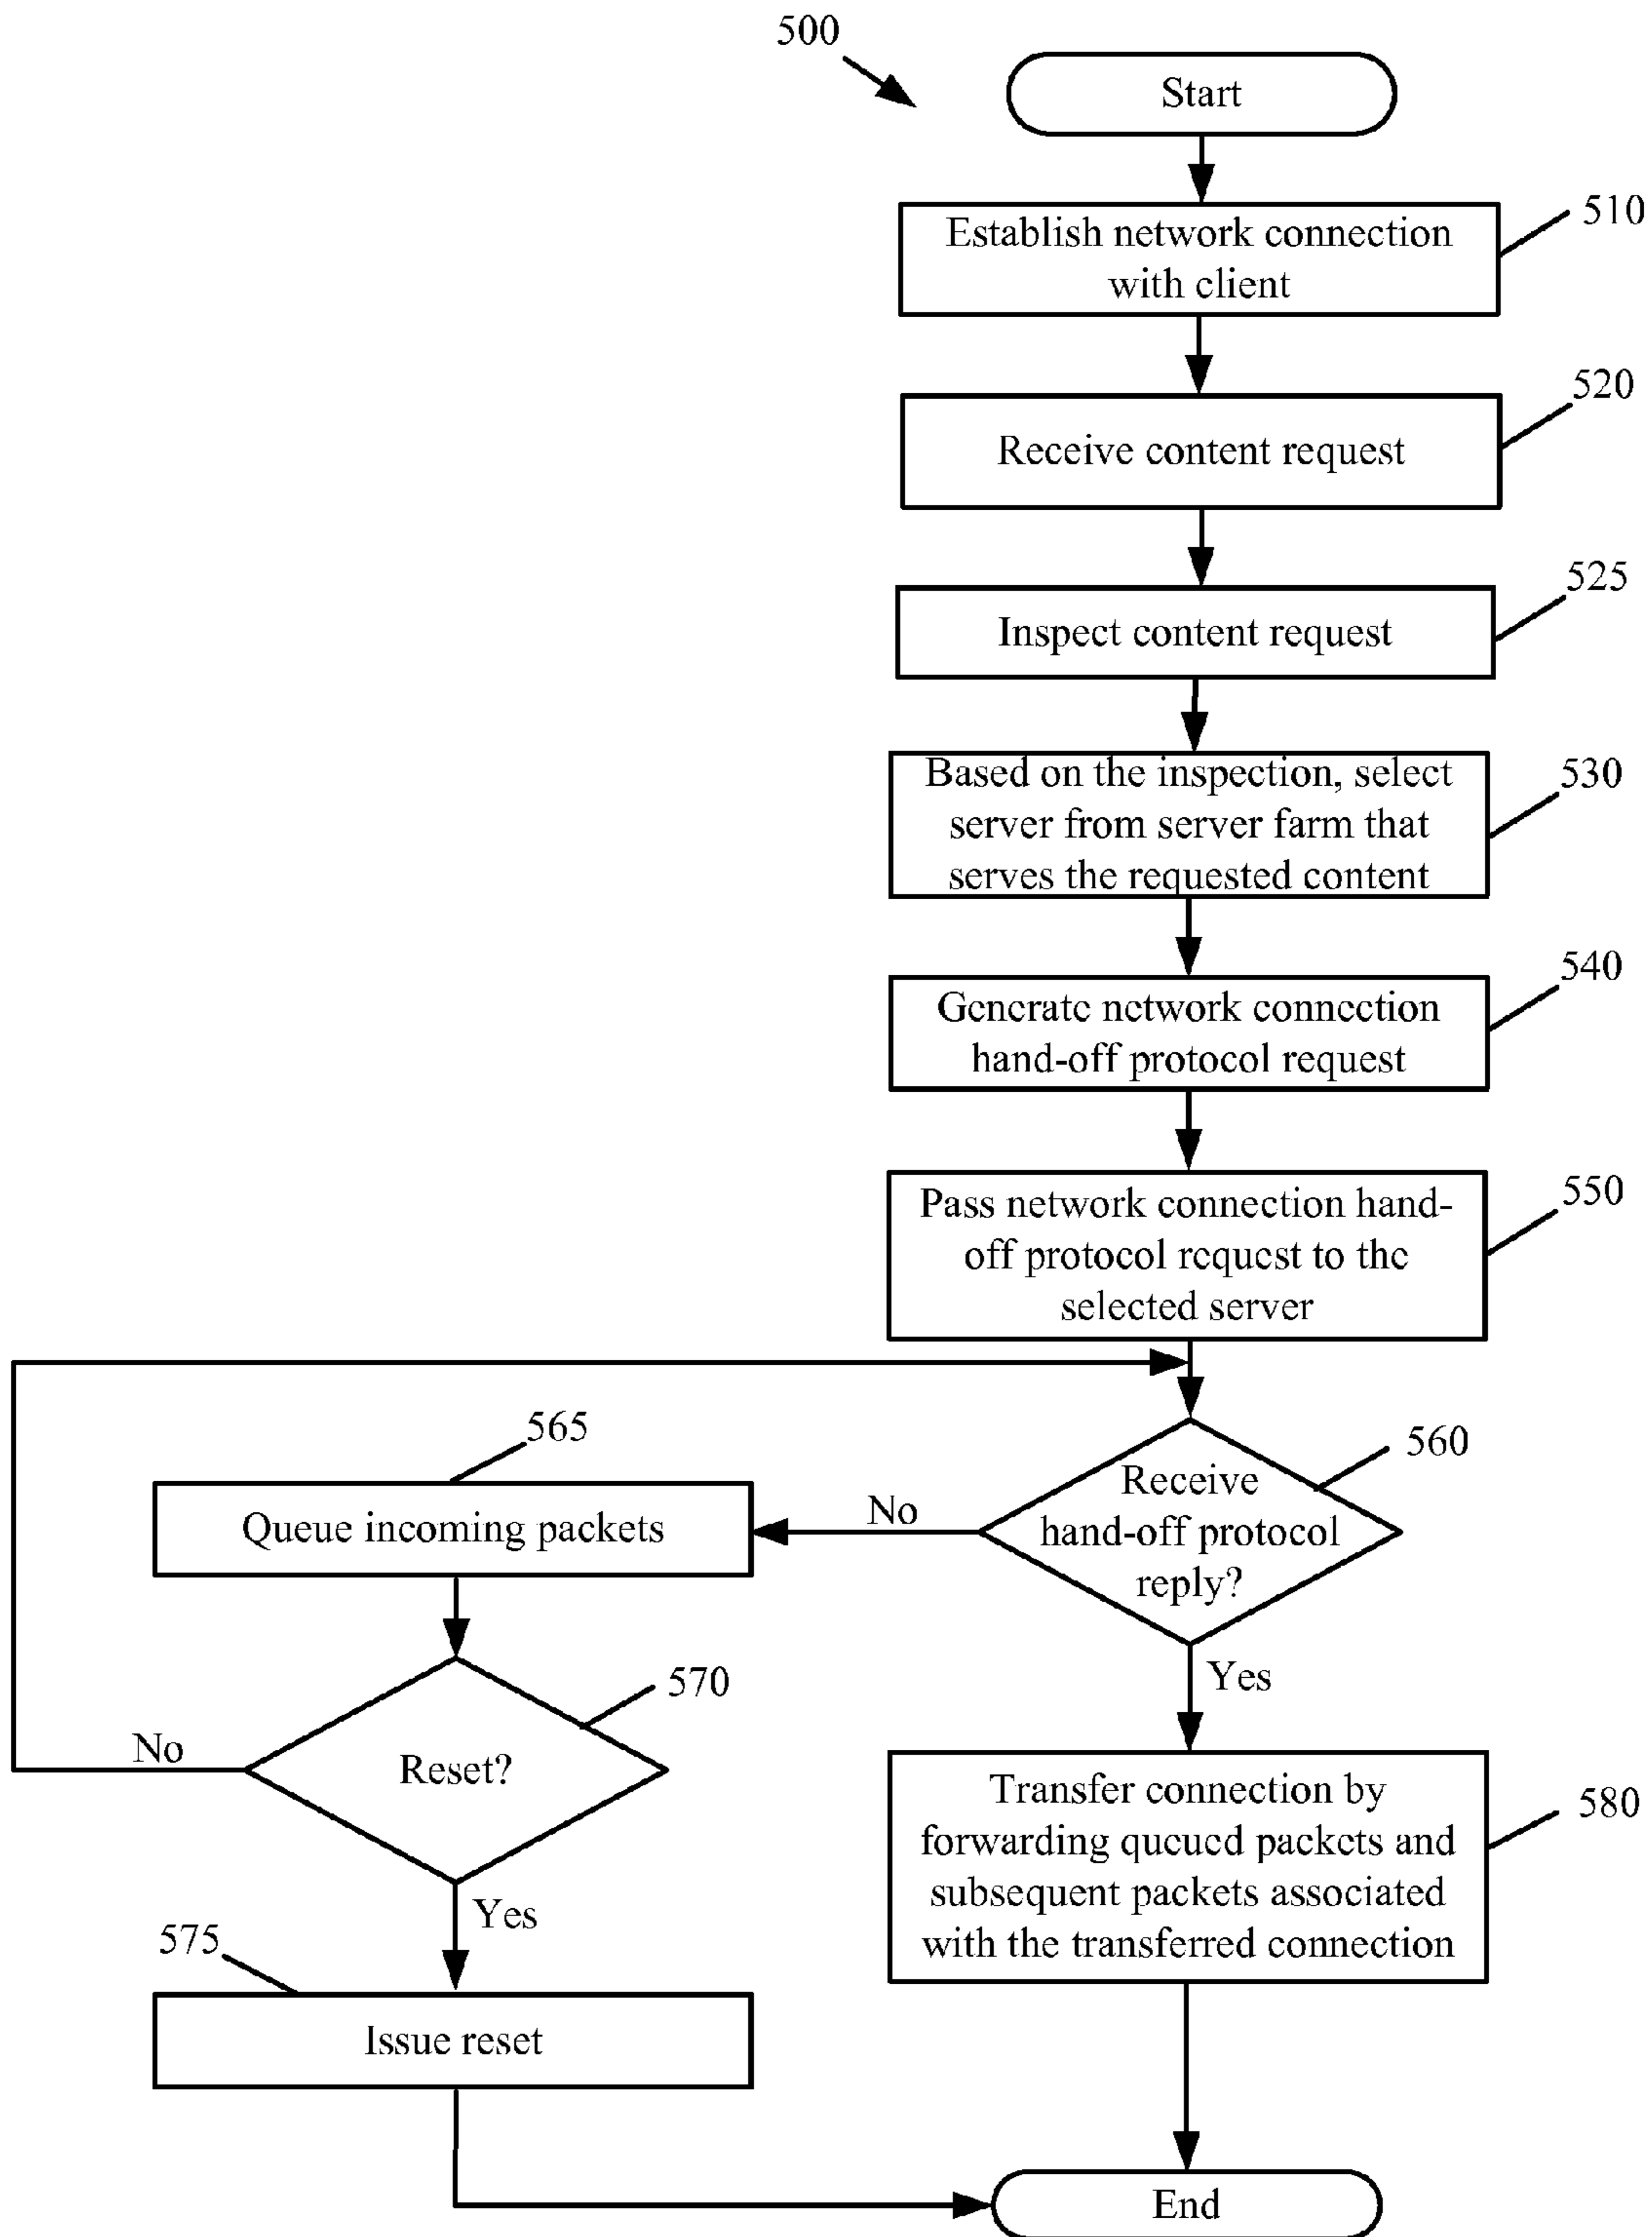 500
Start
Establish network connection
with client
510
Receive content request
520
Inspect content request
525
Based on the inspection, select
server from server farm that
serves the requested content
530
Generate network connection
hand-off protocol request
540
Pass network connection hand-
off protocol request to the
selected server
550
Receive
hand-off protocol
reply?
560
No
Queue incoming packets
565
Reset?
570
No
Yes
Issue reset
575
Yes
Transfer connection by
forwarding queued packets and
subsequent packets associated
with the transferred connection
580
End